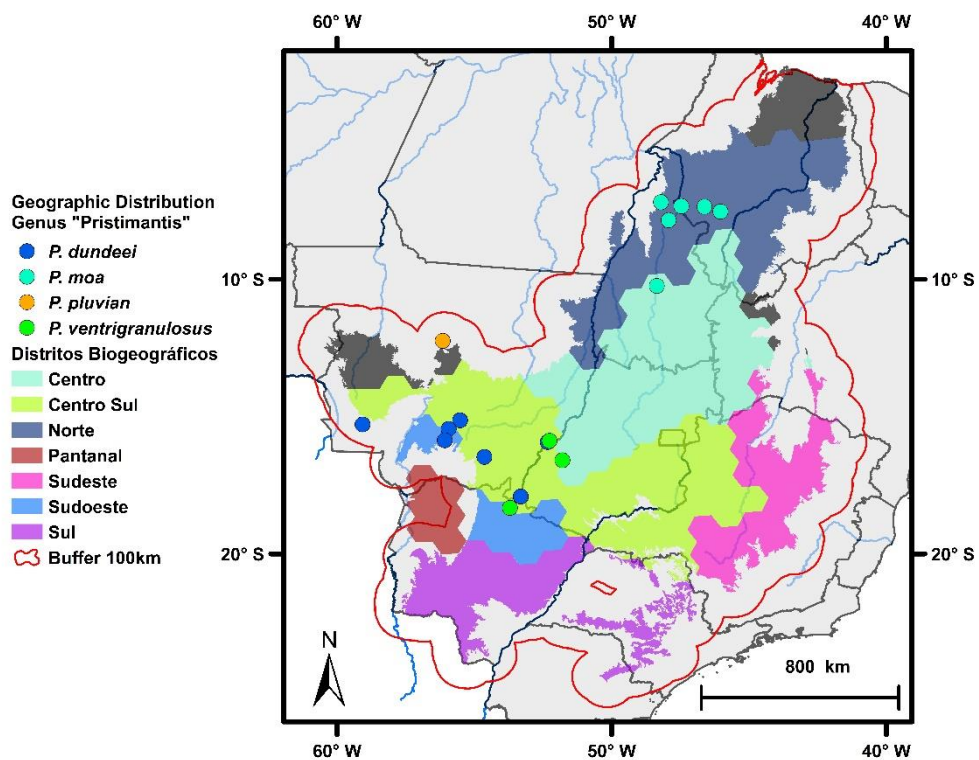 60° W 50° W 40° W
Geographic Distribution
Genus "Pristimantis"
P. dundeei
P. moa
P. pluvian
P. ventrigranulosus
Distritos Biogeográficos
Centro
Centro Sul
Norte
Pantanal
Sudeste
Sudoeste
Sul
Buffer 100km
10° S
10° S
20° S
20° S
N
800 km
60° W 50° W 40° W